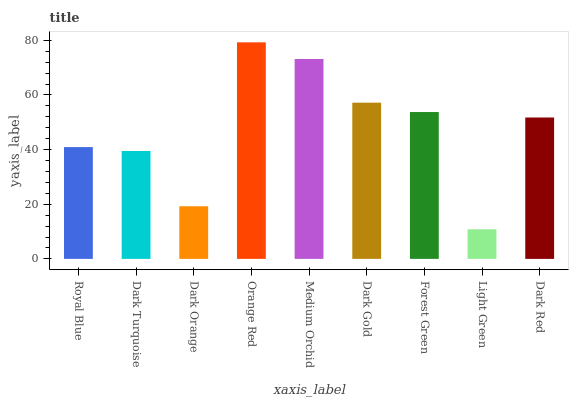 title
yaxis_label
80
60
40
20
0
Royal Blue
Dark Turquoise
Dark Orange
Orange Red
Medium Orchid
Dark Gold
Forest Green
Light Green
Dark Red
xaxis_label